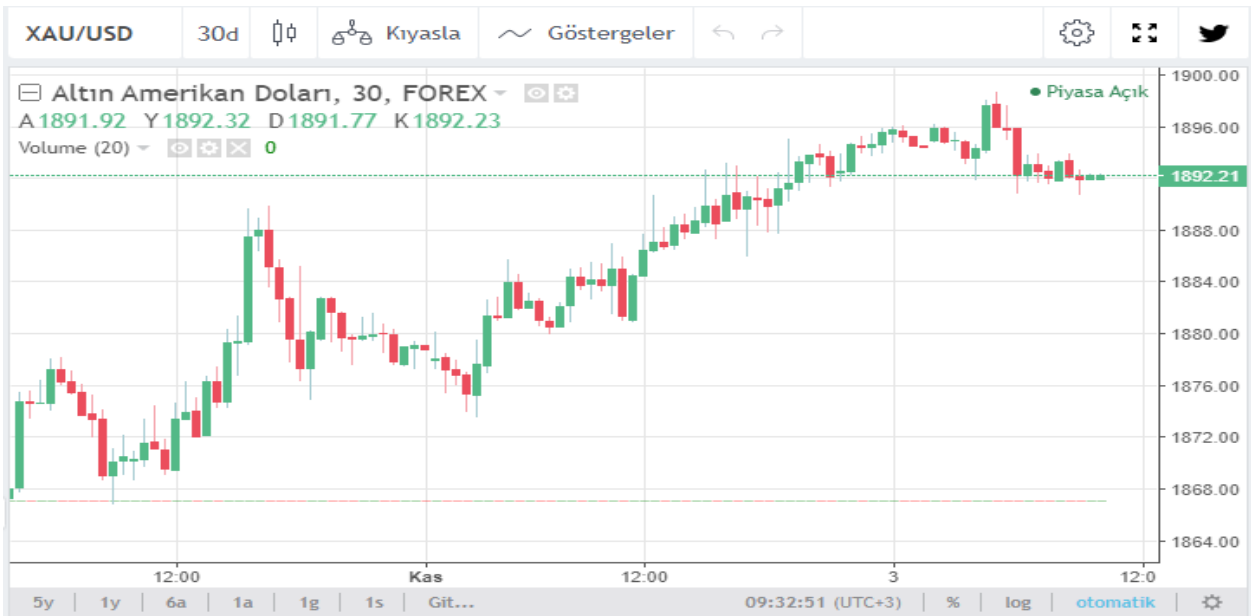 XAU/USD 30d Kıyasla Göstergeler
Altın Amerikan Doları, 30, FOREX
Piyasa Açık
A1891.92 Y1892.32 D1891.77 K1892.23
Volume (20) 0
1900.00
1896.00
1892.21
1888.00
1884.00
1880.00
1876.00
1872.00
1868.00
1864.00
12:00 Kas 12:00 3 12:0
5y 1y 6a 1a 1g 1s Git... 09:32:51 (UTC+3) % log otomatik